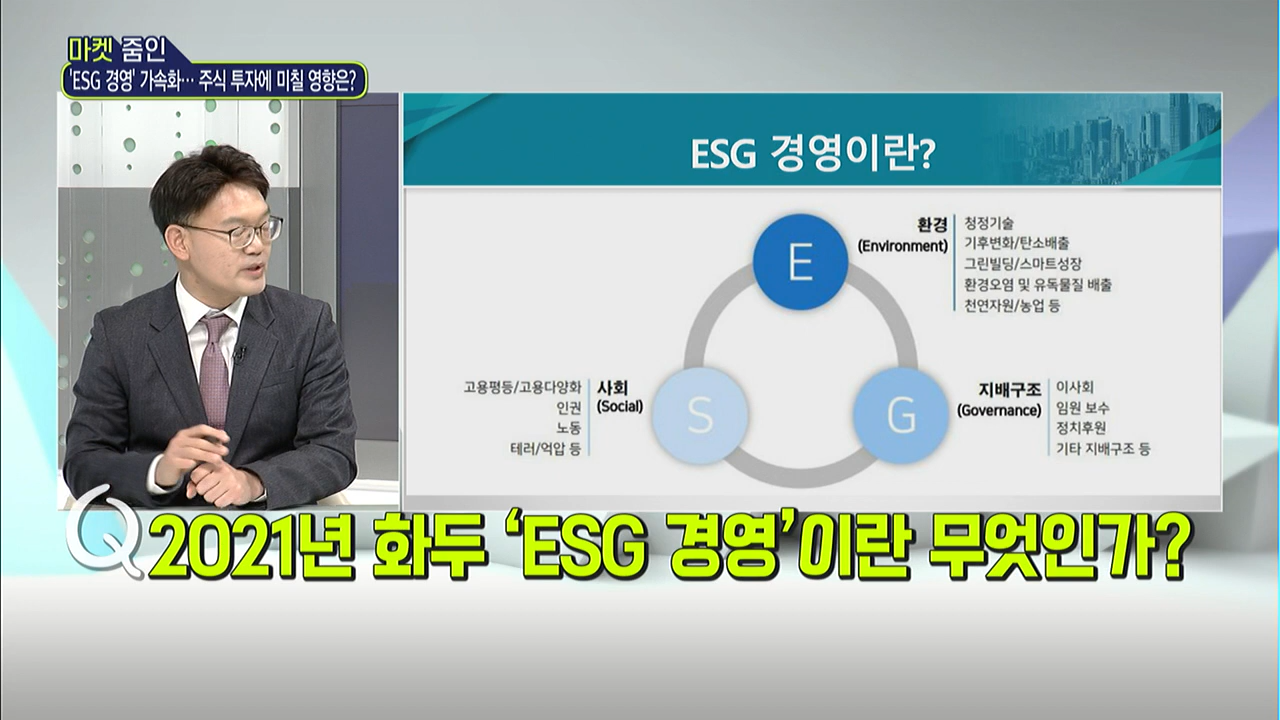 마켓 줌인
'ESG 경영' 가속화… 주식 투자에 미칠 영향은?
ESG 경영이란?
E
환경
(Environment)
청정기술
기후변화/탄소배출
그린빌딩/스마트성장
환경오염 및 유독물질 배출
천연자원/농업 등
고용평등/고용다양화
인권
노동
테러/억압 등
사회
(Social)
S
G
지배구조
(Governance)
이사회
임원 보수
정치후원
기타 지배구조 등
Q 2021년 화두 ‘ESG 경영’이란 무엇인가?